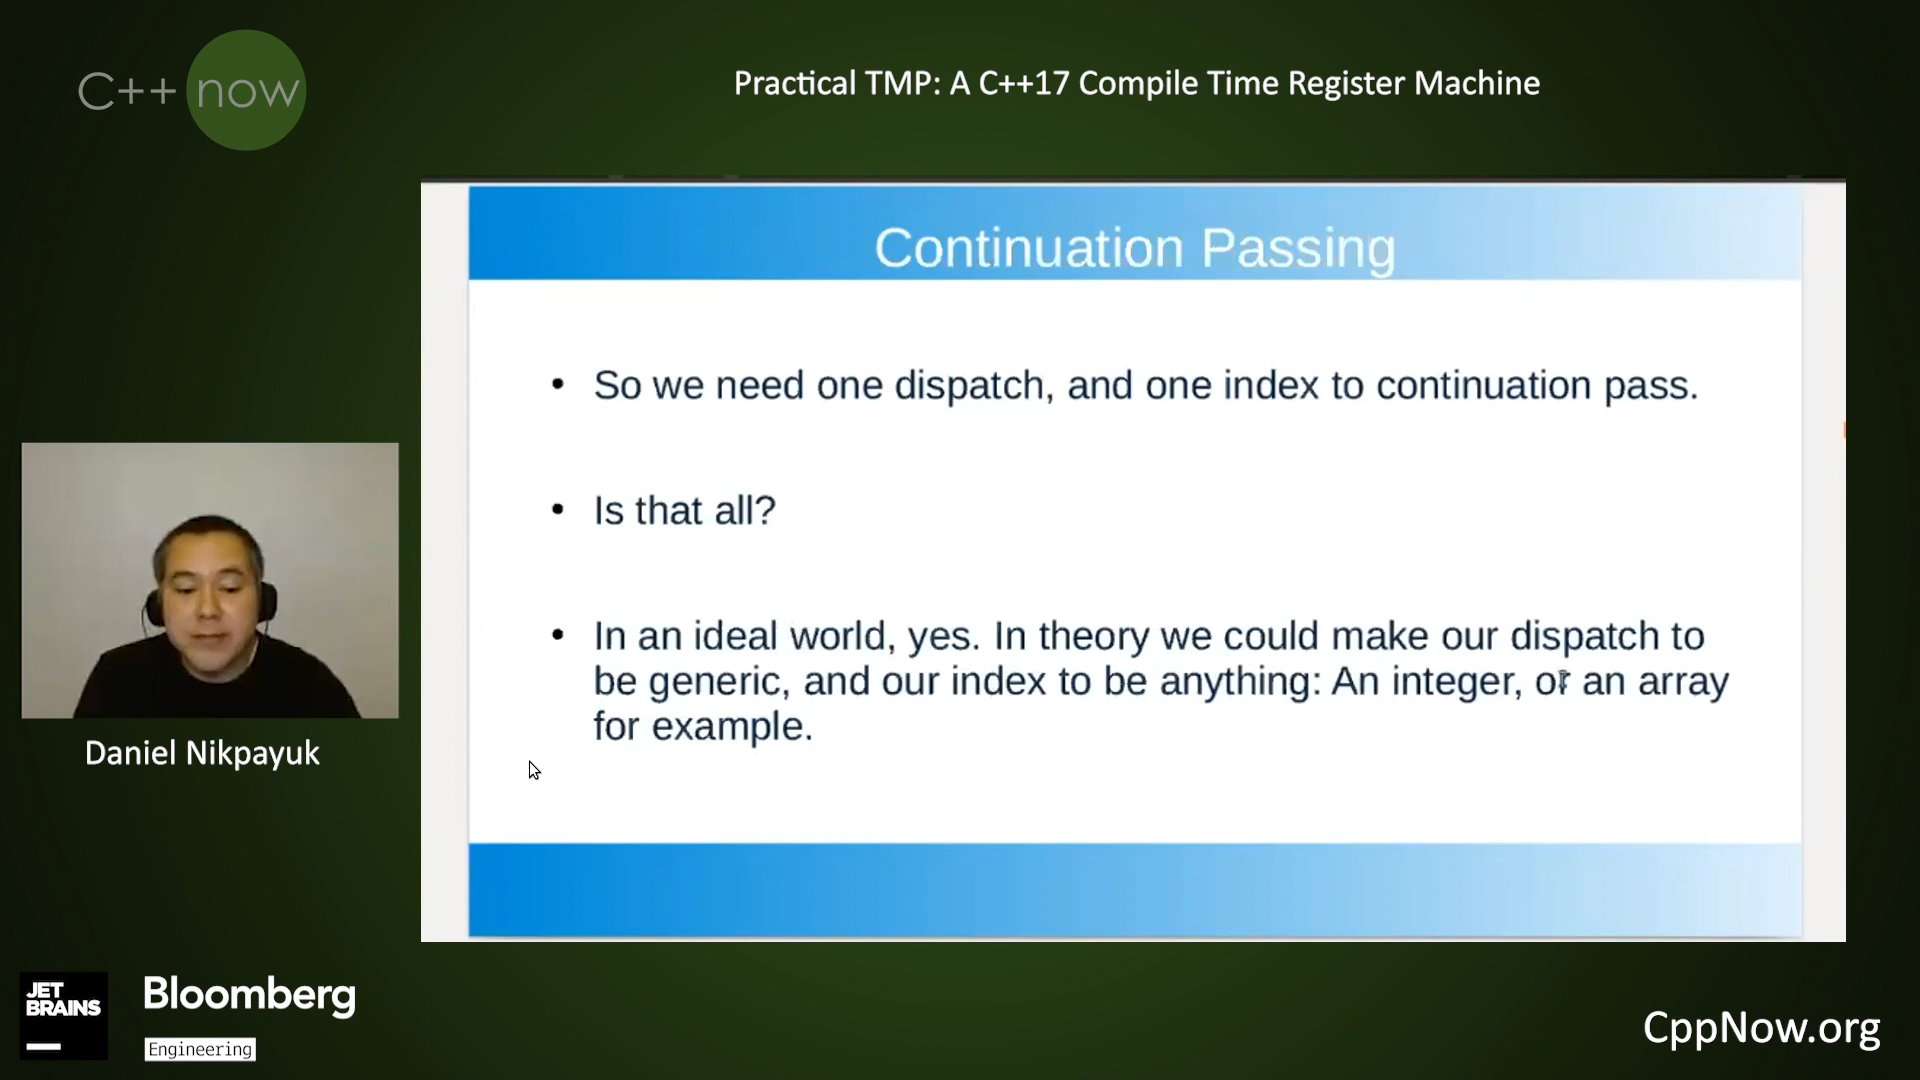 C++ now
Practical TMP: A C++17 Compile Time Register Machine
Continuation Passing
• So we need one dispatch, and one index to continuation pass.
• Is that all?
• In an ideal world, yes. In theory we could make our dispatch to
be generic, and our index to be anything: An integer, or an array
for example.
Daniel Nikpayuk
JET
BRAINS
Bloomberg
Engineering
CppNow.org